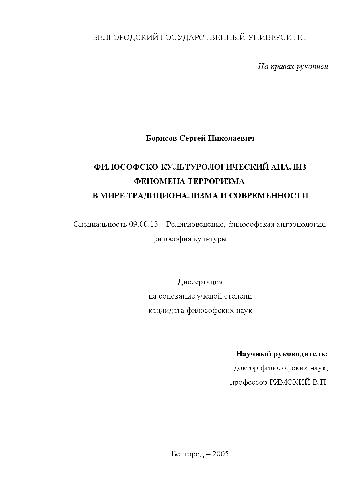 БЕЛГОРОДСКИЙ ГОСУДАРСТВЕННЫЙ УНИВЕРСИТЕТ
На правах рукописи
Борисов Сергей Николаевич
ФИЛОСОФСКО-КУЛЬТУРОЛОГИЧЕСКИЙ АНАЛИЗ
ФЕНОМЕНА ТЕРРОРИЗМА
В МИРЕ ТРАДИЦИОНАЛИЗМА И СОВРЕМЕННОСТИ
Специальность 09.00.13 – Религиоведение, философская антропология,
философия культуры
Диссертация
на соискание ученой степени
кандидата философских наук
Научный руководитель:
доктор философских наук,
профессор РИМСКИЙ В.П.
Белгород – 2005